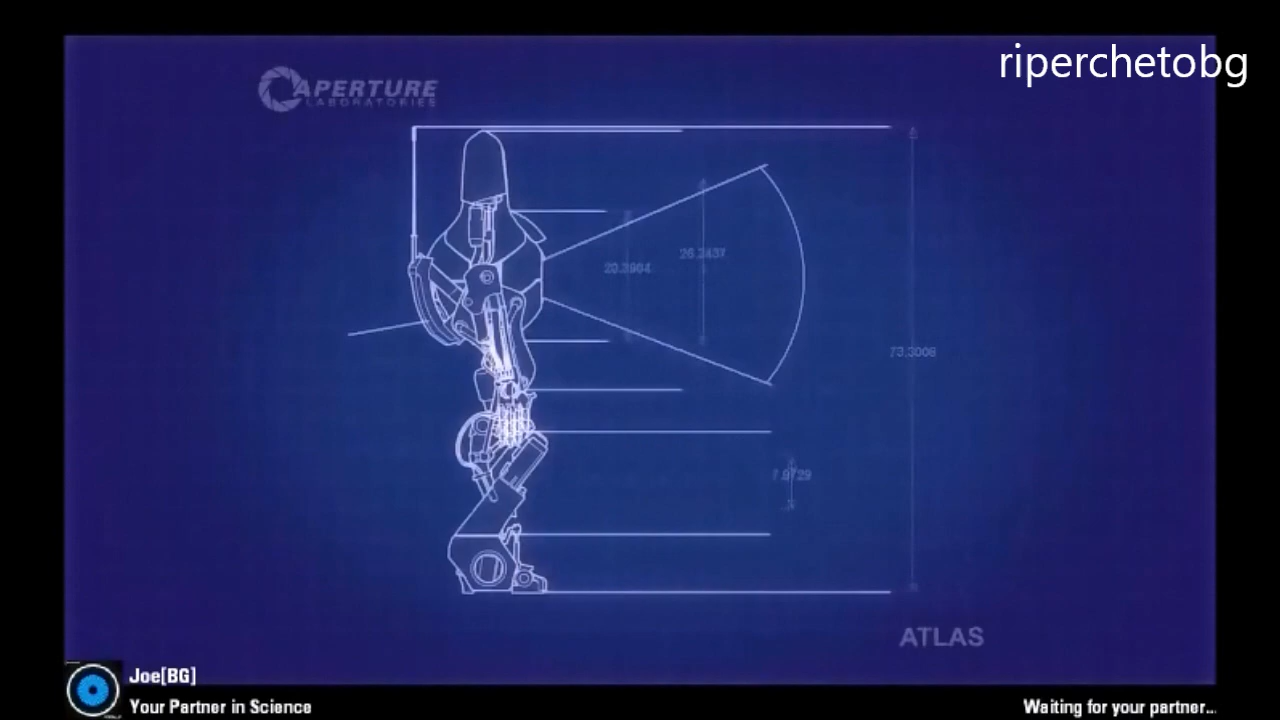 riperchetobg
APERTURE
LABORATORIES
26.2437
20.3904
73.3006
7.9729
ATLAS
Joe[BG]
Your Partner in Science
Waiting for your partner...